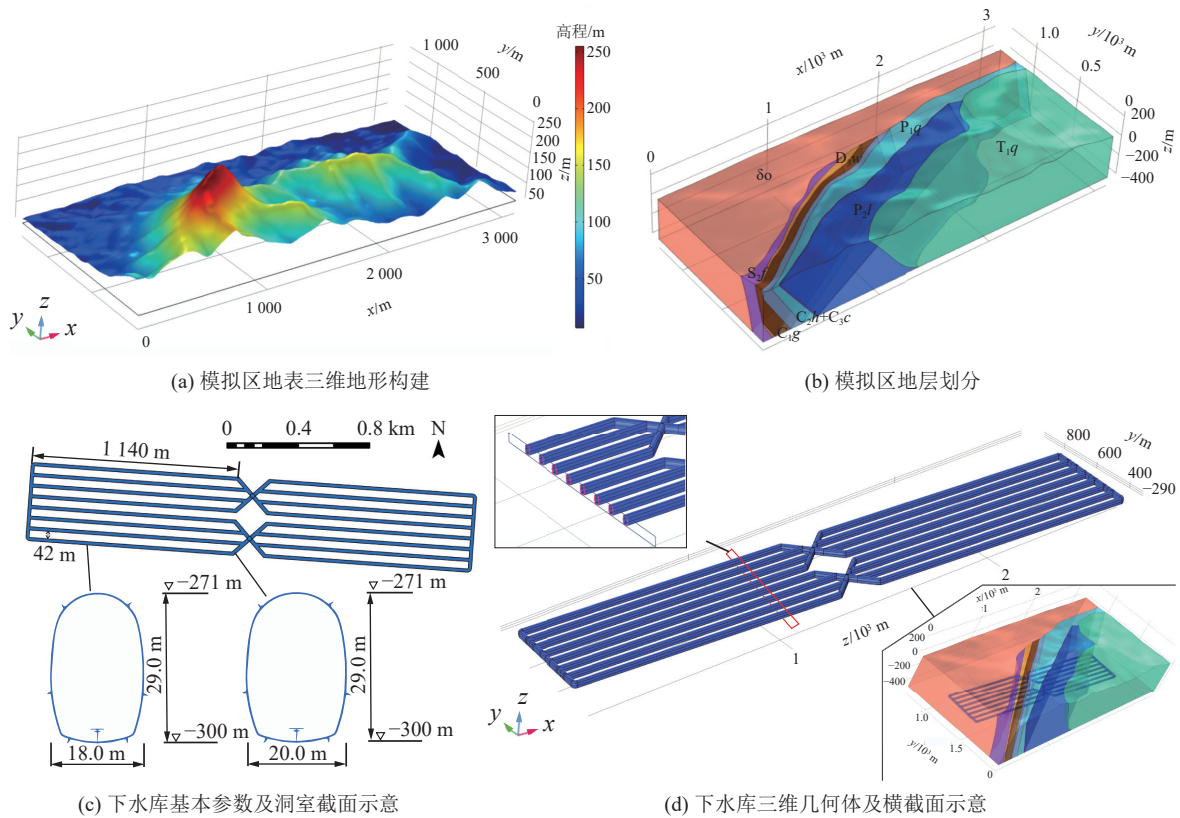 高程/m
250
200
150
100
50
1 000
500
0
y/m
250
200
150
100
50
z/m
3 000
2 000
1 000
0
x/m
z
y
x
(a) 模拟区地表三维地形构建
3
2
1
0
x/10³ m
1.0
0.5
0
y/10³ m
200
0
−200
−400
z/m
P₁q
T₁q
δo
P₂l
C₂h+C₃c
C₁g
(b) 模拟区地层划分
0 0.4 0.8 km
N
1 140 m
42 m
−271 m
−271 m
29.0 m
29.0 m
−300 m
−300 m
18.0 m
20.0 m
(c) 下水库基本参数及洞室截面示意
y/m
800
600
400
−290
2
1
z/10³ m
z
y
x
x/10³ m
2
1
0
200
0
−200
−400
1.0
1.5
0
y/10³ m
(d) 下水库三维几何体及横截面示意